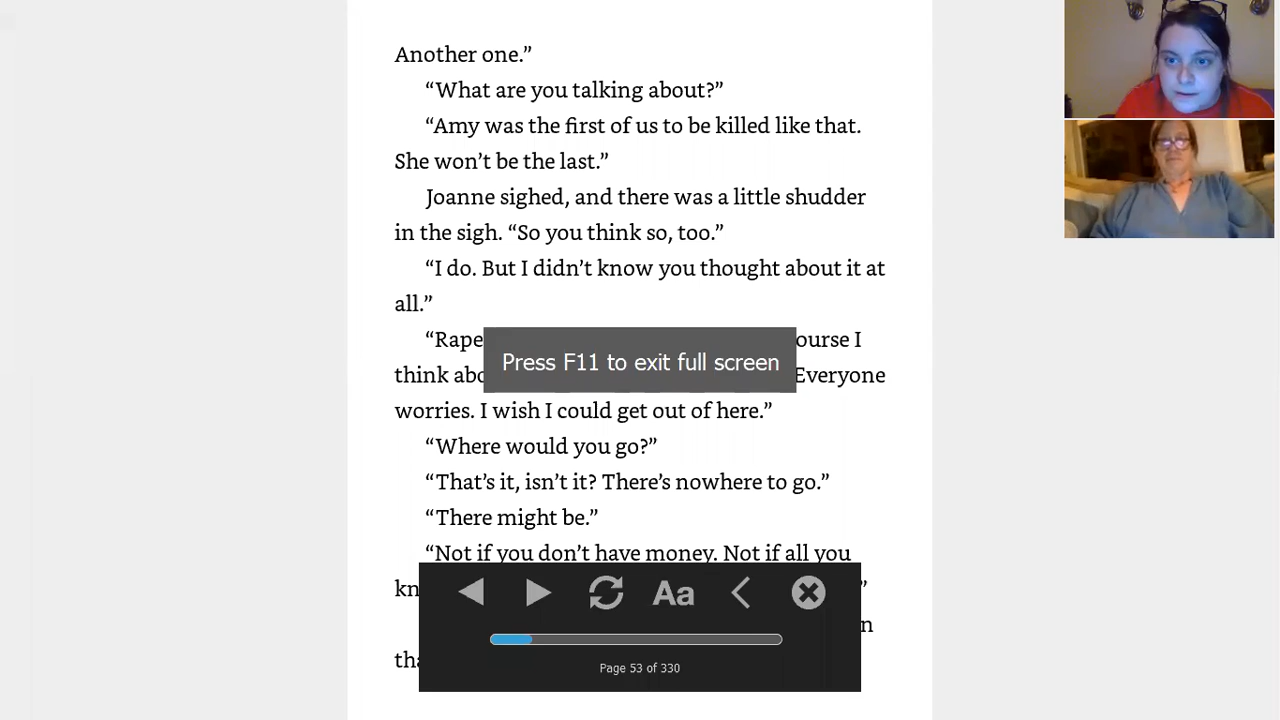 Another one.”
“What are you talking about?”
“Amy was the first of us to be killed like that.
She won’t be the last.”
Joanne sighed, and there was a little shudder
in the sigh. “So you think so, too.”
“I do. But I didn’t know you thought about it at
all.”
“Rape ourse I
think abo Everyone
worries. I wish I could get out of here.”
“Where would you go?”
“That’s it, isn’t it? There’s nowhere to go.”
“There might be.”
“Not if you don’t have money. Not if all you
kn ”
n
tha
Press F11 to exit full screen
Aa
Page 53 of 330